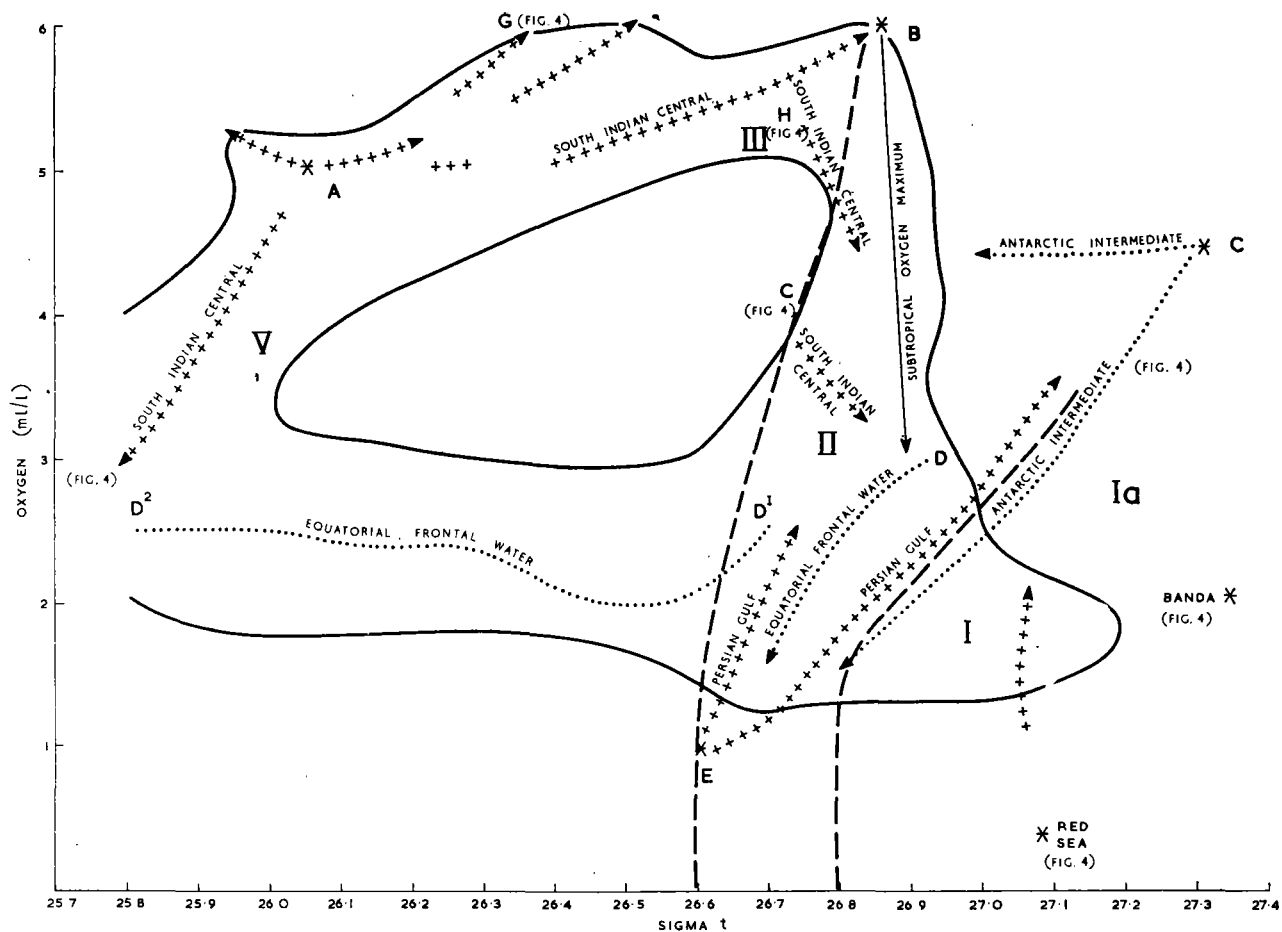 6
G (FIG. 4)
B
SOUTH INDIAN CENTRAL
SOUTH INDIAN CENTRAL
H
III (FIG. 4)
5
A
SUBTROPICAL OXYGEN MAXIMUM
ANTARCTIC INTERMEDIATE
C
SOUTH INDIAN CENTRAL
4
C
(FIG 4)
V
SOUTH INDIAN
CENTRAL
(FIG. 4)
ANTARCTIC INTERMEDIATE
OXYGEN (ml/l)
3
(FIG. 4)
II
D
Ia
D²
D¹
EQUATORIAL FRONTAL WATER
EQUATORIAL FRONTAL WATER
PERSIAN GULF
PERSIAN GULF
2
BANDA
(FIG. 4)
I
1
E
RED
SEA
(FIG. 4)
25·7 25·8 25·9 26·0 26·1 26·2 26·3 26·4 26·5 26·6 26·7 26·8 26·9 27·0 27·1 27·2 27·3 27·4
SIGMA t